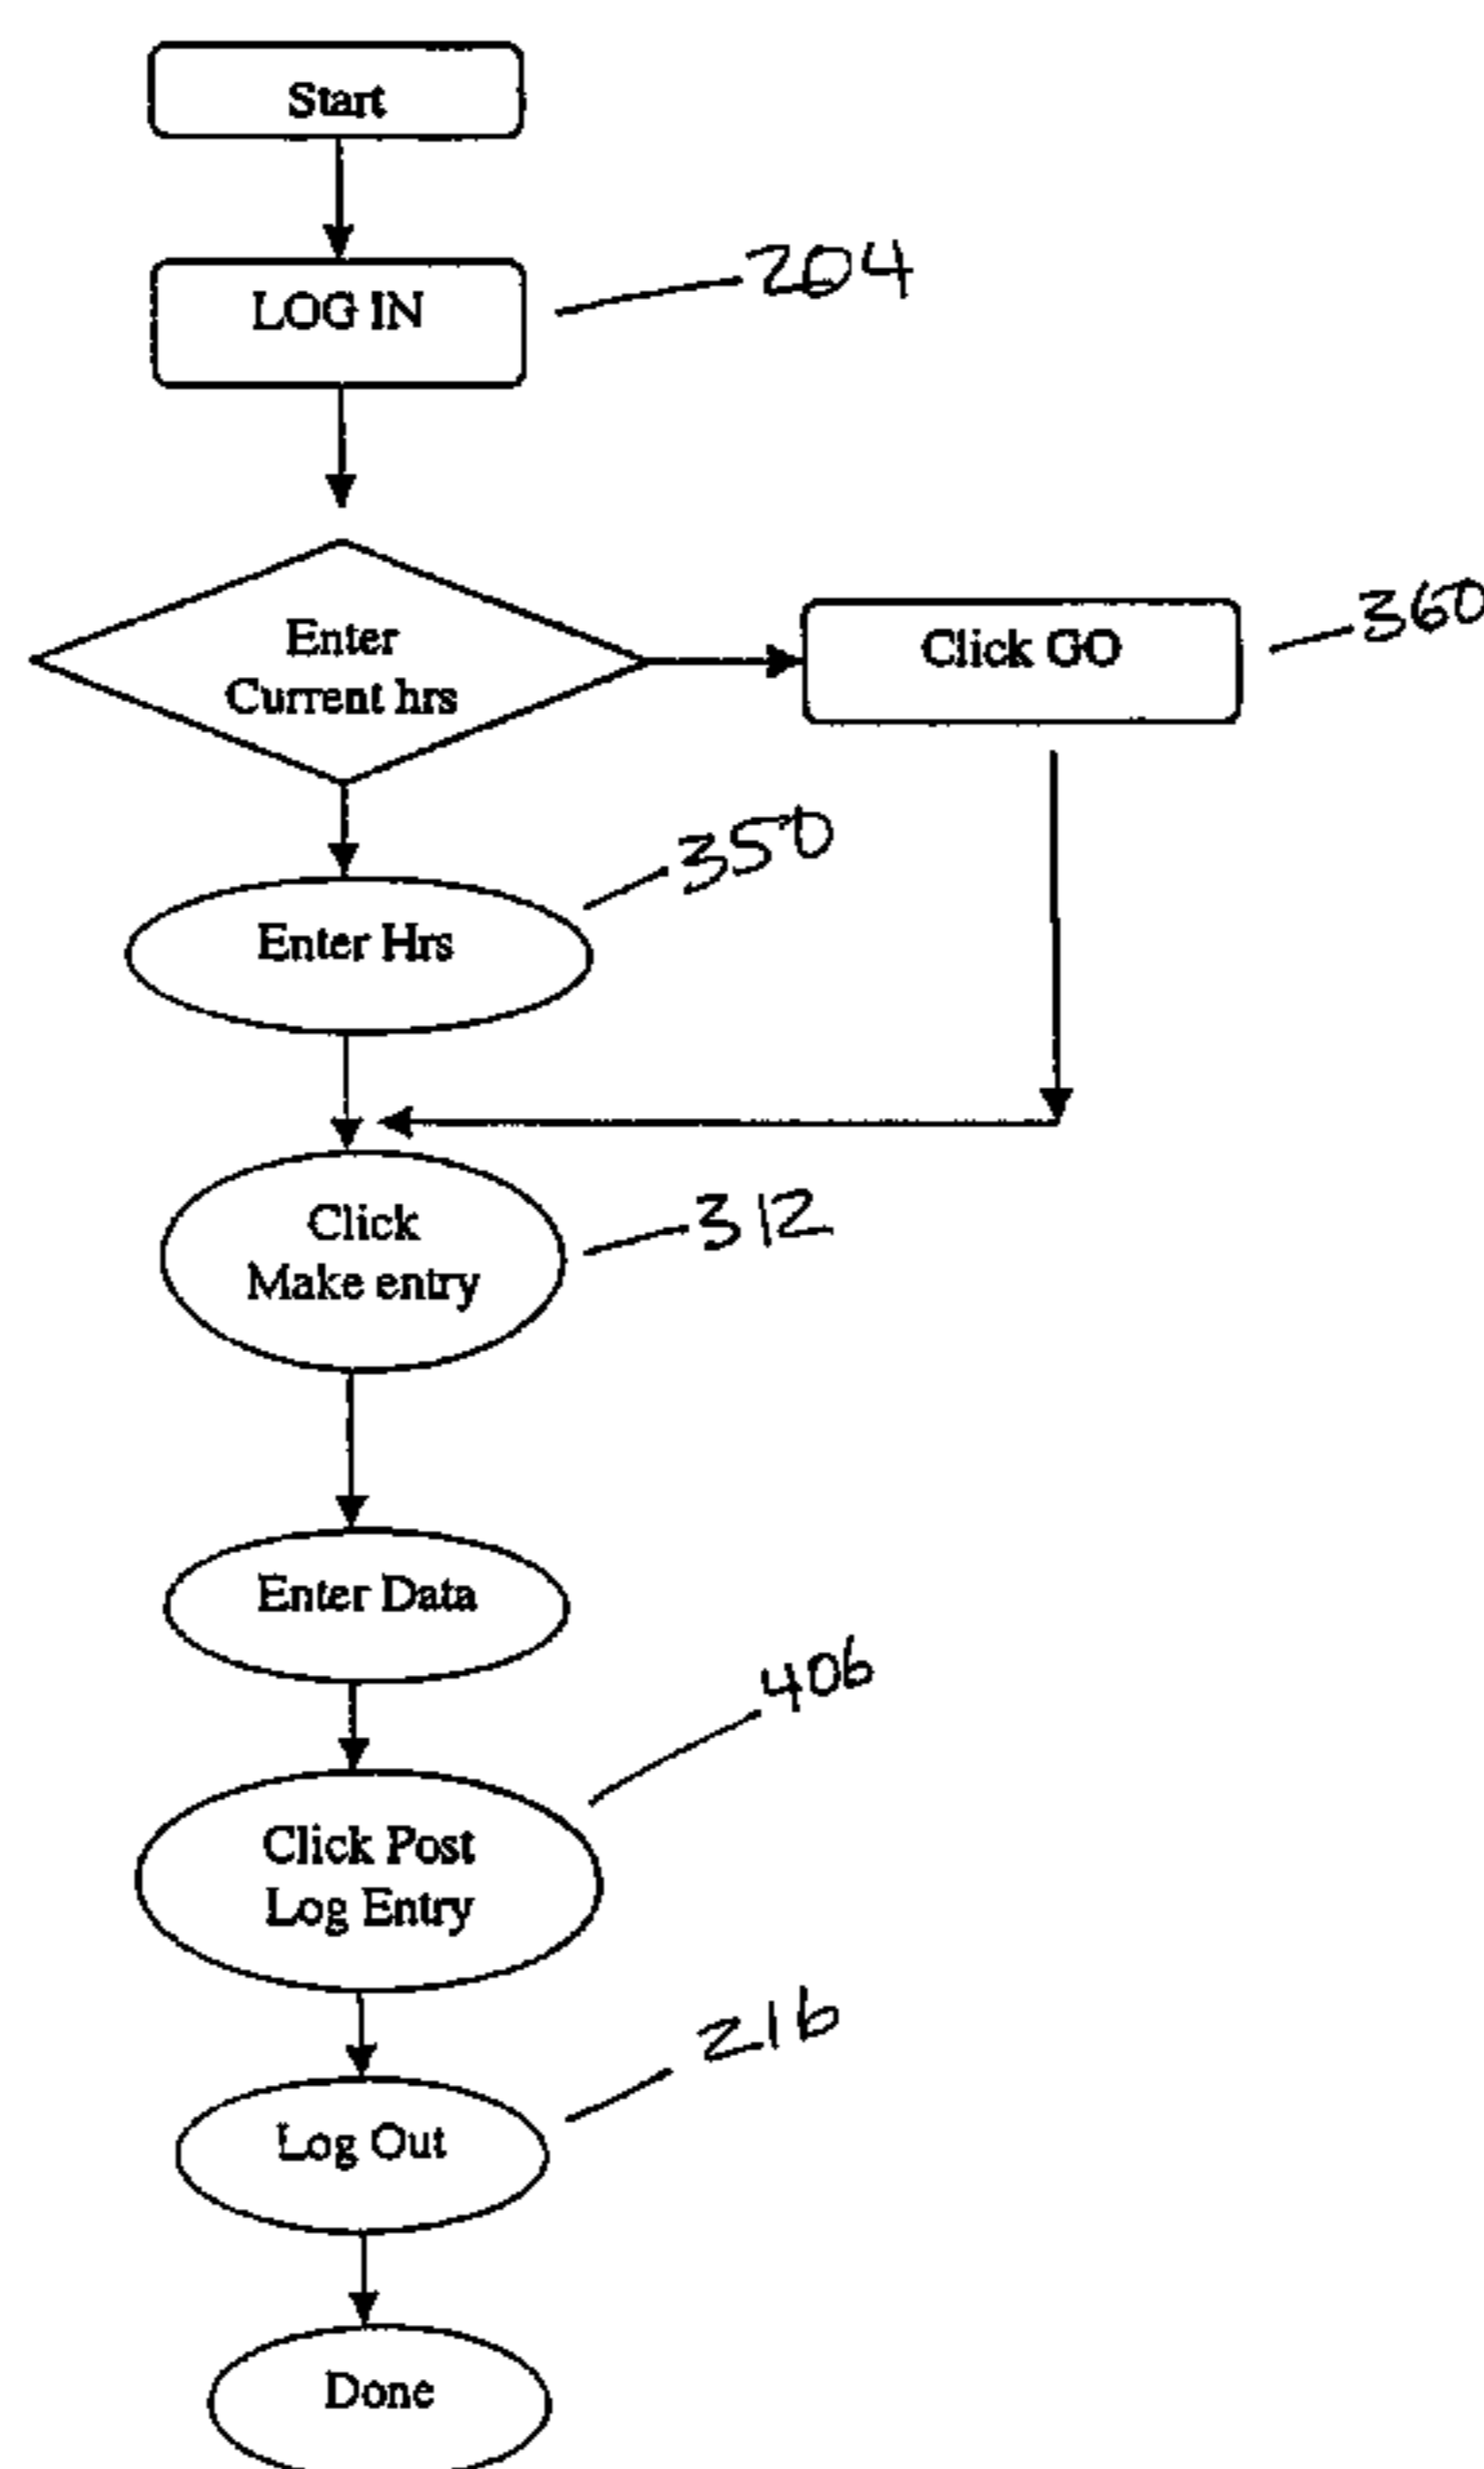 Start
LOG IN
204
Enter
Current hrs
Click GO
360
350
Enter Hrs
Click
Make entry
312
Enter Data
406
Click Post
Log Entry
216
Log Out
Done